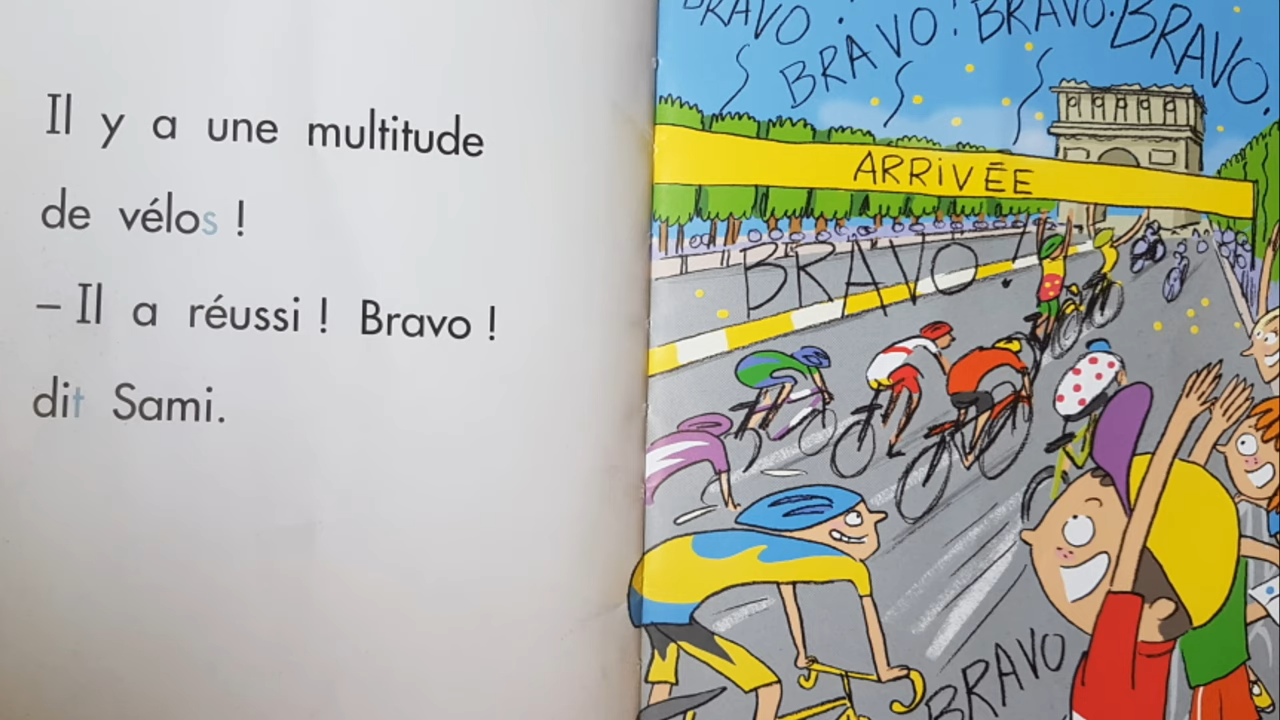 Il y a une multitude
de vélos !
– Il a réussi ! Bravo !
dit Sami.
BRAVO ! BRAVO ! BRAVO. BRAVO.
ARRIVÉE
BRAVO !
BRAVO